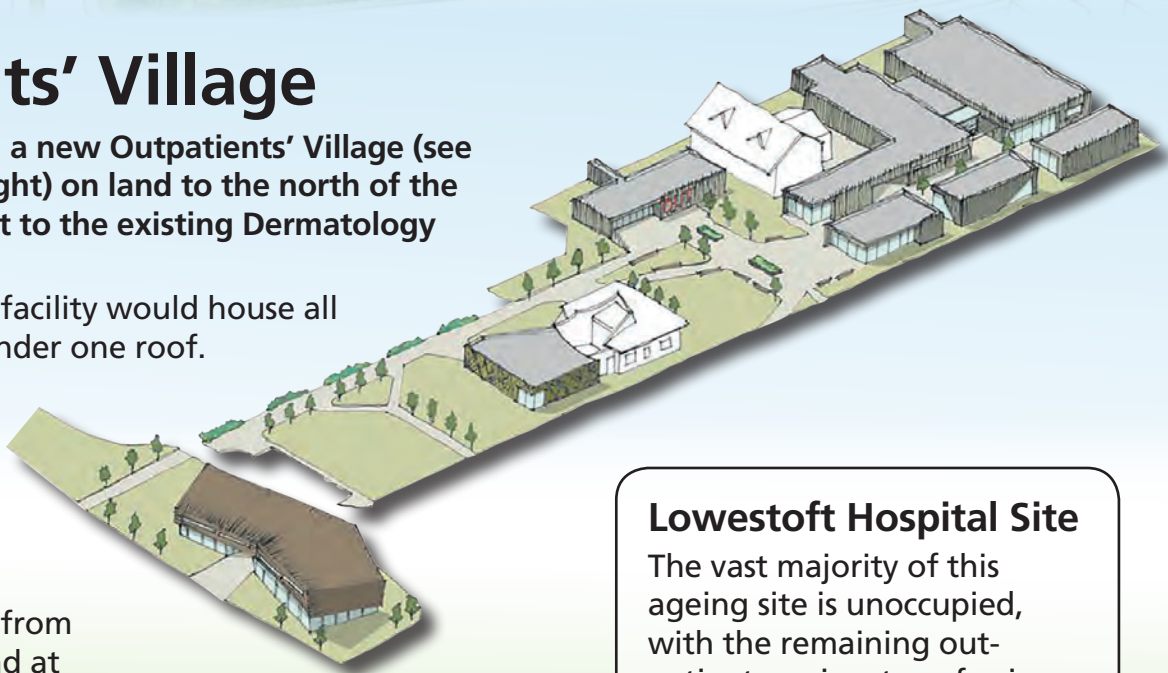 ts’ Village
a new Outpatients’ Village (see
ght) on land to the north of the
t to the existing Dermatology
facility would house all
nder one roof.
from
d at
Lowestoft Hospital Site
The vast majority of this
ageing site is unoccupied,
with the remaining out-